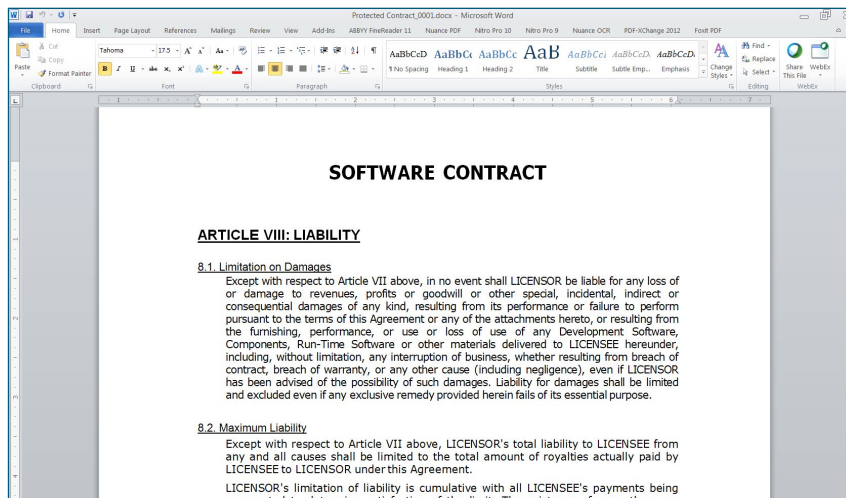 Protected Contract_0001.docx - Microsoft Word
File Home Insert Page Layout References Mailings Review View Add-Ins ABBYY FineReader 11 Nuance PDF Nitro Pro 10 Nitro Pro 9 Nuance OCR PDF-XChange 2012 Foxit PDF
Cut
Copy
Format Painter
Paste
Tahoma 17.5
AaBbCcD AaBbCc AaBbCc AaB AaBbCci AaBbCcD AaBbCcD
¶ No Spacing Heading 1 Heading 2 Title Subtitle Subtle Emp... Emphasis
Change Styles
Find
Replace
Select
Share This File
WebEx
Clipboard Font Paragraph Styles Editing WebEx
SOFTWARE CONTRACT
ARTICLE VIII: LIABILITY
8.1. Limitation on Damages
Except with respect to Article VII above, in no event shall LICENSOR be liable for any loss of
or damage to revenues, profits or goodwill or other special, incidental, indirect or
consequential damages of any kind, resulting from its performance or failure to perform
pursuant to the terms of this Agreement or any of the attachments hereto, or resulting from
the furnishing, performance, or use or loss of use of any Development Software,
Components, Run-Time Software or other materials delivered to LICENSEE hereunder,
including, without limitation, any interruption of business, whether resulting from breach of
contract, breach of warranty, or any other cause (including negligence), even if LICENSOR
has been advised of the possibility of such damages. Liability for damages shall be limited
and excluded even if any exclusive remedy provided herein fails of its essential purpose.
8.2. Maximum Liability
Except with respect to Article VII above, LICENSOR's total liability to LICENSEE from
any and all causes shall be limited to the total amount of royalties actually paid by
LICENSEE to LICENSOR under this Agreement.
LICENSOR's limitation of liability is cumulative with all LICENSEE's payments being